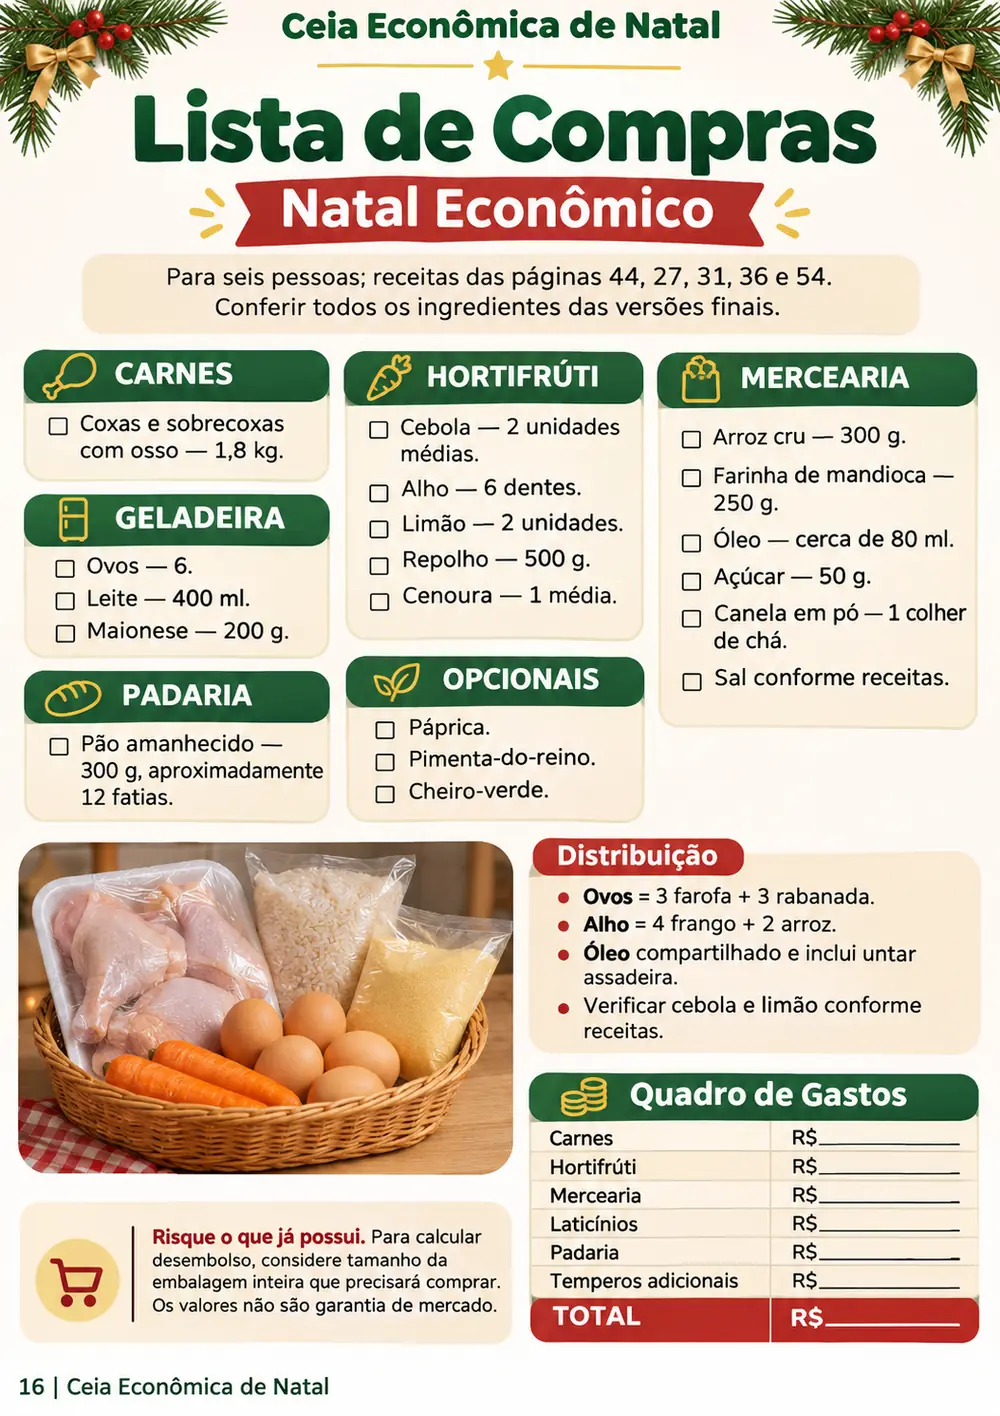 Ceia Econômica de Natal
Lista de Compras
Natal Econômico
Para seis pessoas; receitas das páginas 44, 27, 31, 36 e 54.
Conferir todos os ingredientes das versões finais.
CARNES
Coxas e sobrecoxas
com osso — 1,8 kg.
GELADEIRA
Ovos — 6.
Leite — 400 ml.
Maionese — 200 g.
PADARIA
Pão amanhecido —
300 g, aproximadamente
12 fatias.
HORTIFRÚTI
Cebola — 2 unidades
médias.
Alho — 6 dentes.
Limão — 2 unidades.
Repolho — 500 g.
Cenoura — 1 média.
OPCIONAIS
Páprica.
Pimenta-do-reino.
Cheiro-verde.
MERCEARIA
Arroz cru — 300 g.
Farinha de mandioca —
250 g.
Óleo — cerca de 80 ml.
Açúcar — 50 g.
Canela em pó — 1 colher
de chá.
Sal conforme receitas.
Distribuição
Ovos = 3 farofa + 3 rabanada.
Alho = 4 frango + 2 arroz.
Óleo compartilhado e inclui untar
assadeira.
Verificar cebola e limão conforme
receitas.
Quadro de Gastos
Carnes R$
Hortifrúti R$
Mercearia R$
Laticínios R$
Padaria R$
Temperos adicionais R$
TOTAL R$
Risque o que já possui. Para calcular
desembolso, considere tamanho da
embalagem inteira que precisará comprar.
Os valores não são garantia de mercado.
16 | Ceia Econômica de Natal